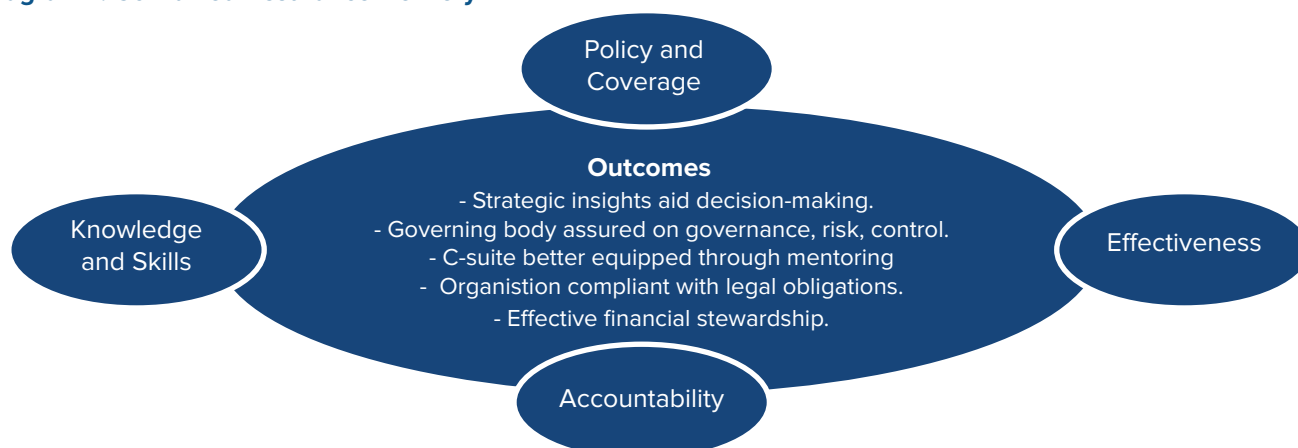 Policy and
Coverage
Outcomes
- Strategic insights aid decision-making.
- Governing body assured on governance, risk, control.
- C-suite better equipped through mentoring
- Organistion compliant with legal obligations.
- Effective financial stewardship.
Knowledge
and Skills
Effectiveness
Accountability